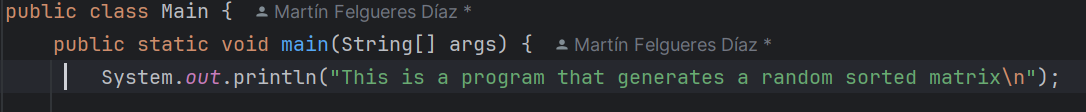 public class Main { Martín Felgueres Díaz *
public static void main(String[] args) { Martín Felgueres Díaz *
System.out.println("This is a program that generates a random sorted matrix\n");